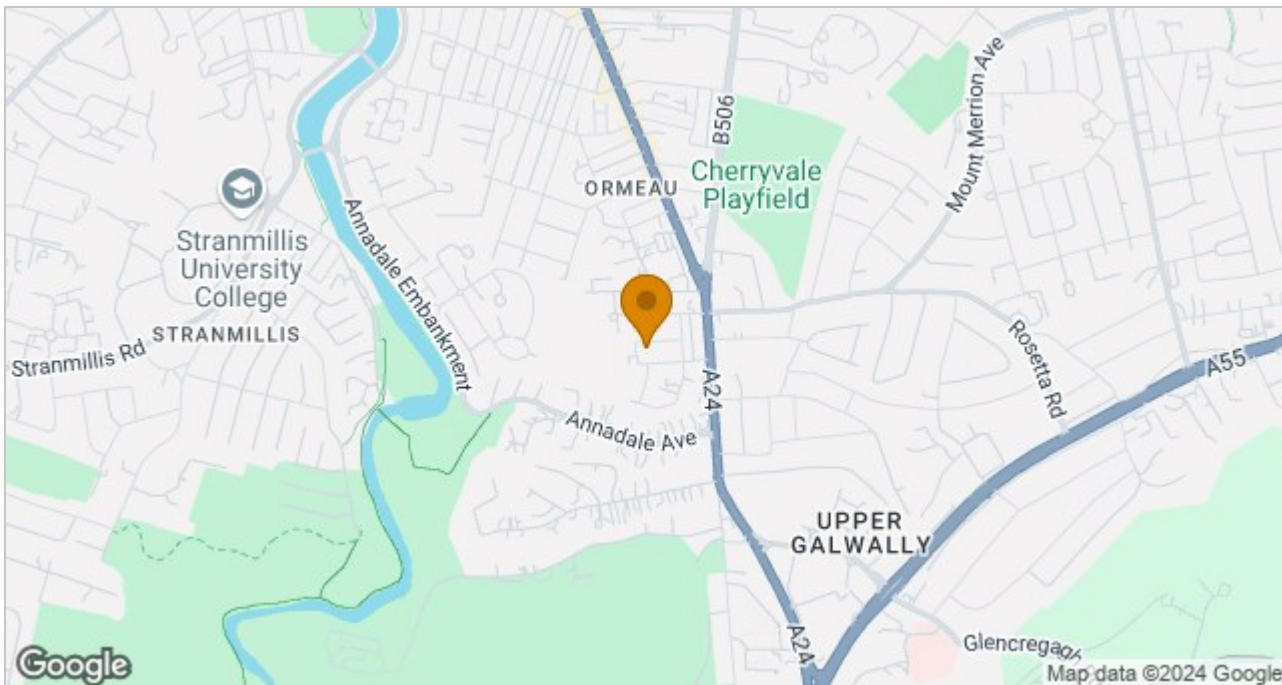 B506
Mount Merrion Ave
ORMEAU
Cherryvale
Playfield
Annadale Embankment
Stranmillis
University
College
STRANMILLIS
Stranmillis Rd
Rosetta Rd
A55
A24
Annadale Ave
UPPER
GALWALLY
A24
Glencregagh
Google
Map data ©2024 Google